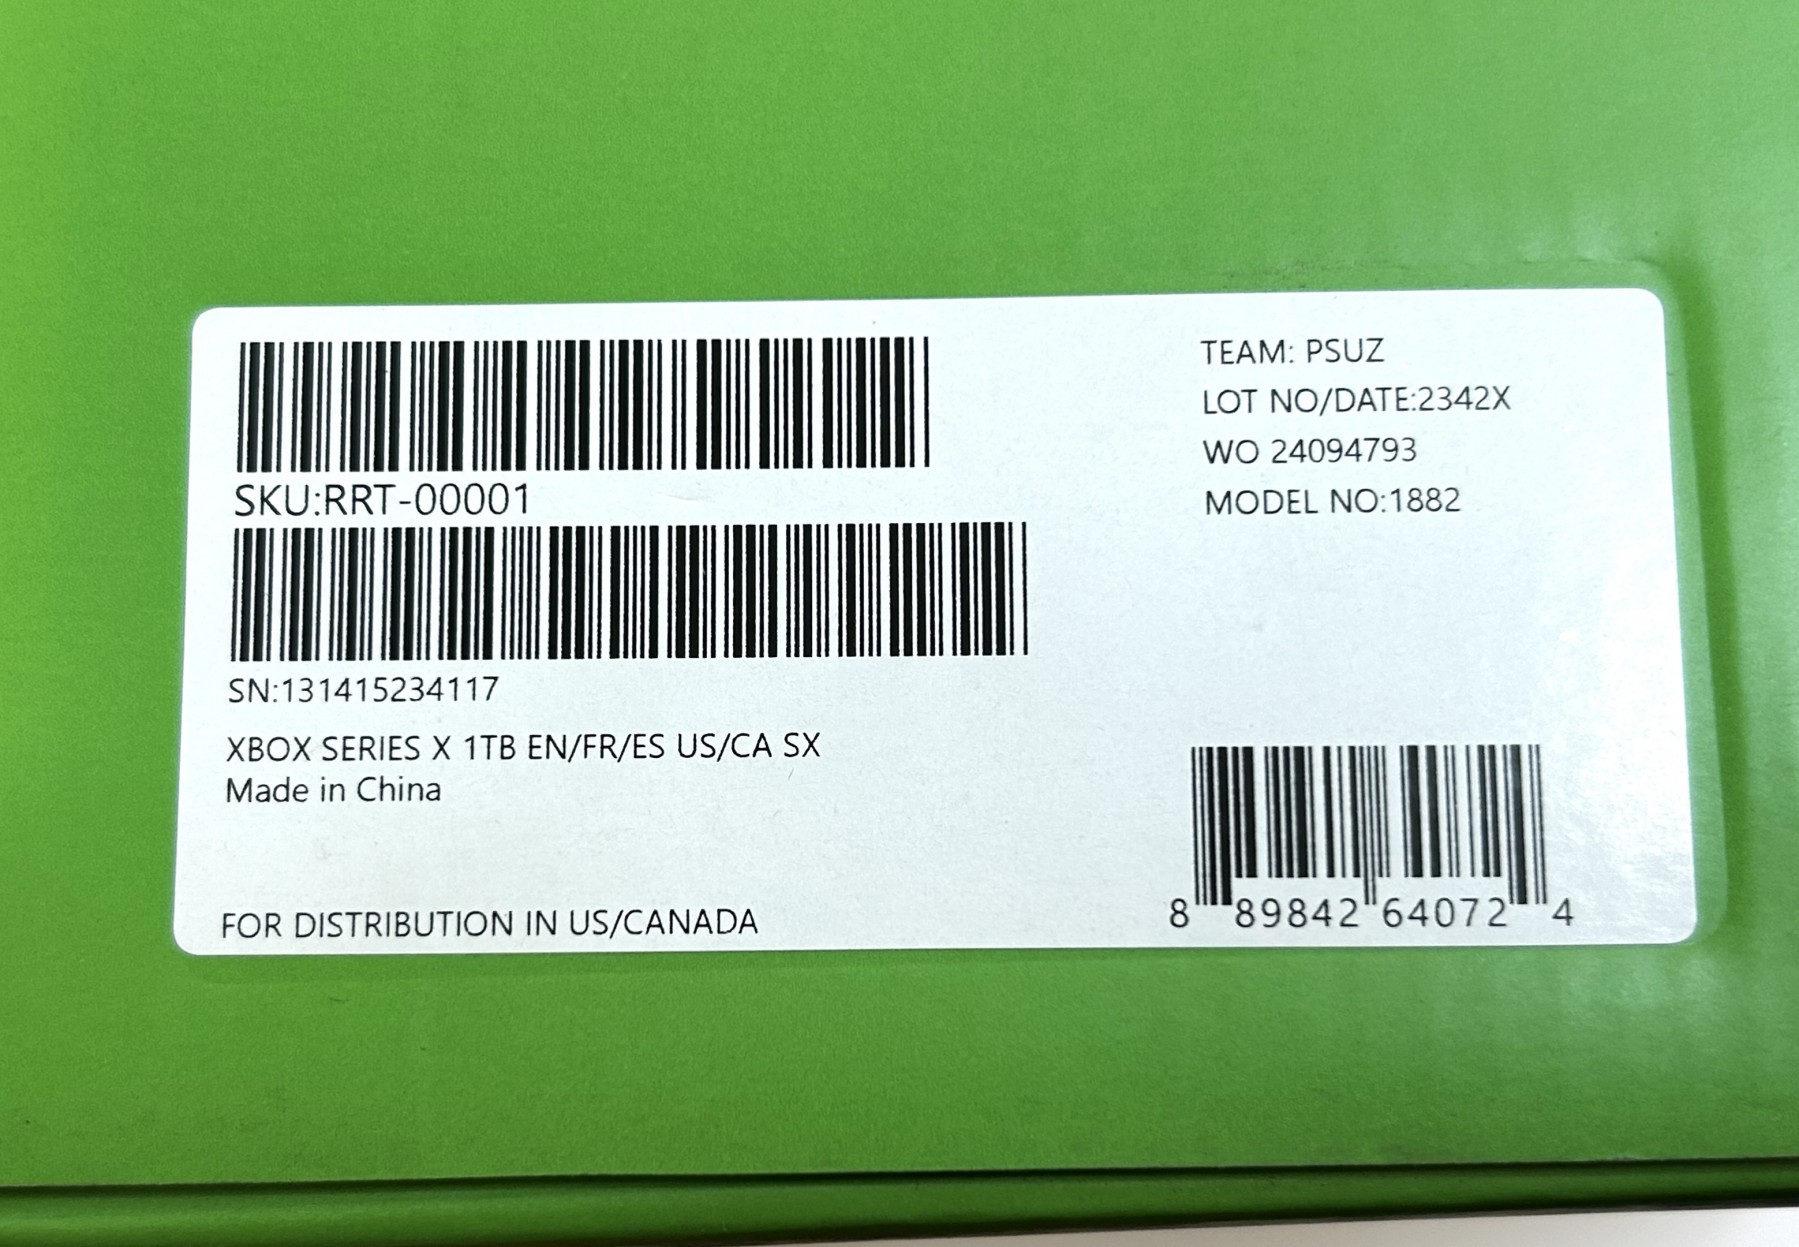 SKU:RRT-00001
SN:131415234117
XBOX SERIES X 1TB EN/FR/ES US/CA SX
Made in China
FOR DISTRIBUTION IN US/CANADA
TEAM: PSUZ
LOT NO/DATE:2342X
WO 24094793
MODEL NO:1882
8 89842 64072 4